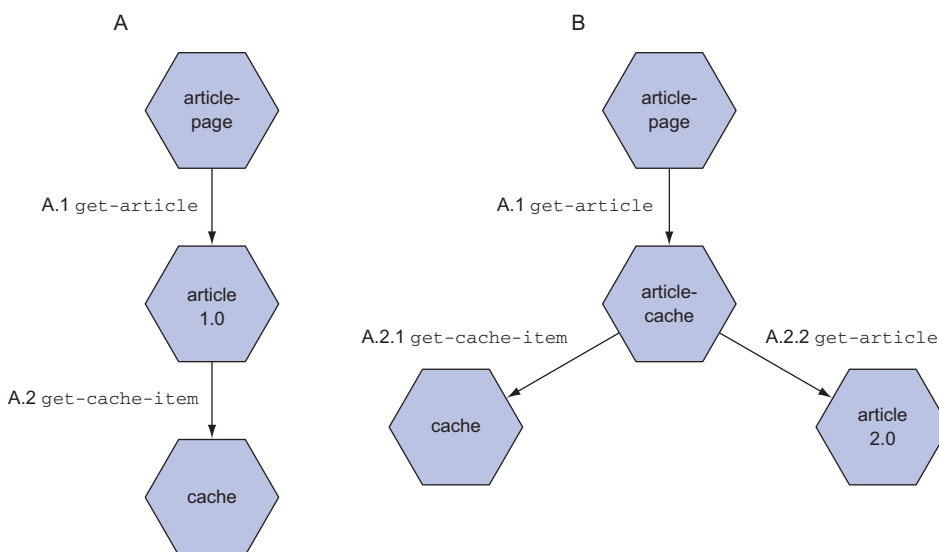 A
article-
page
A.1 get-article
article
1.0
A.2 get-cache-item
cache
B
article-
page
A.1 get-article
article-
cache
A.2.1 get-cache-item
A.2.2 get-article
cache
article
2.0